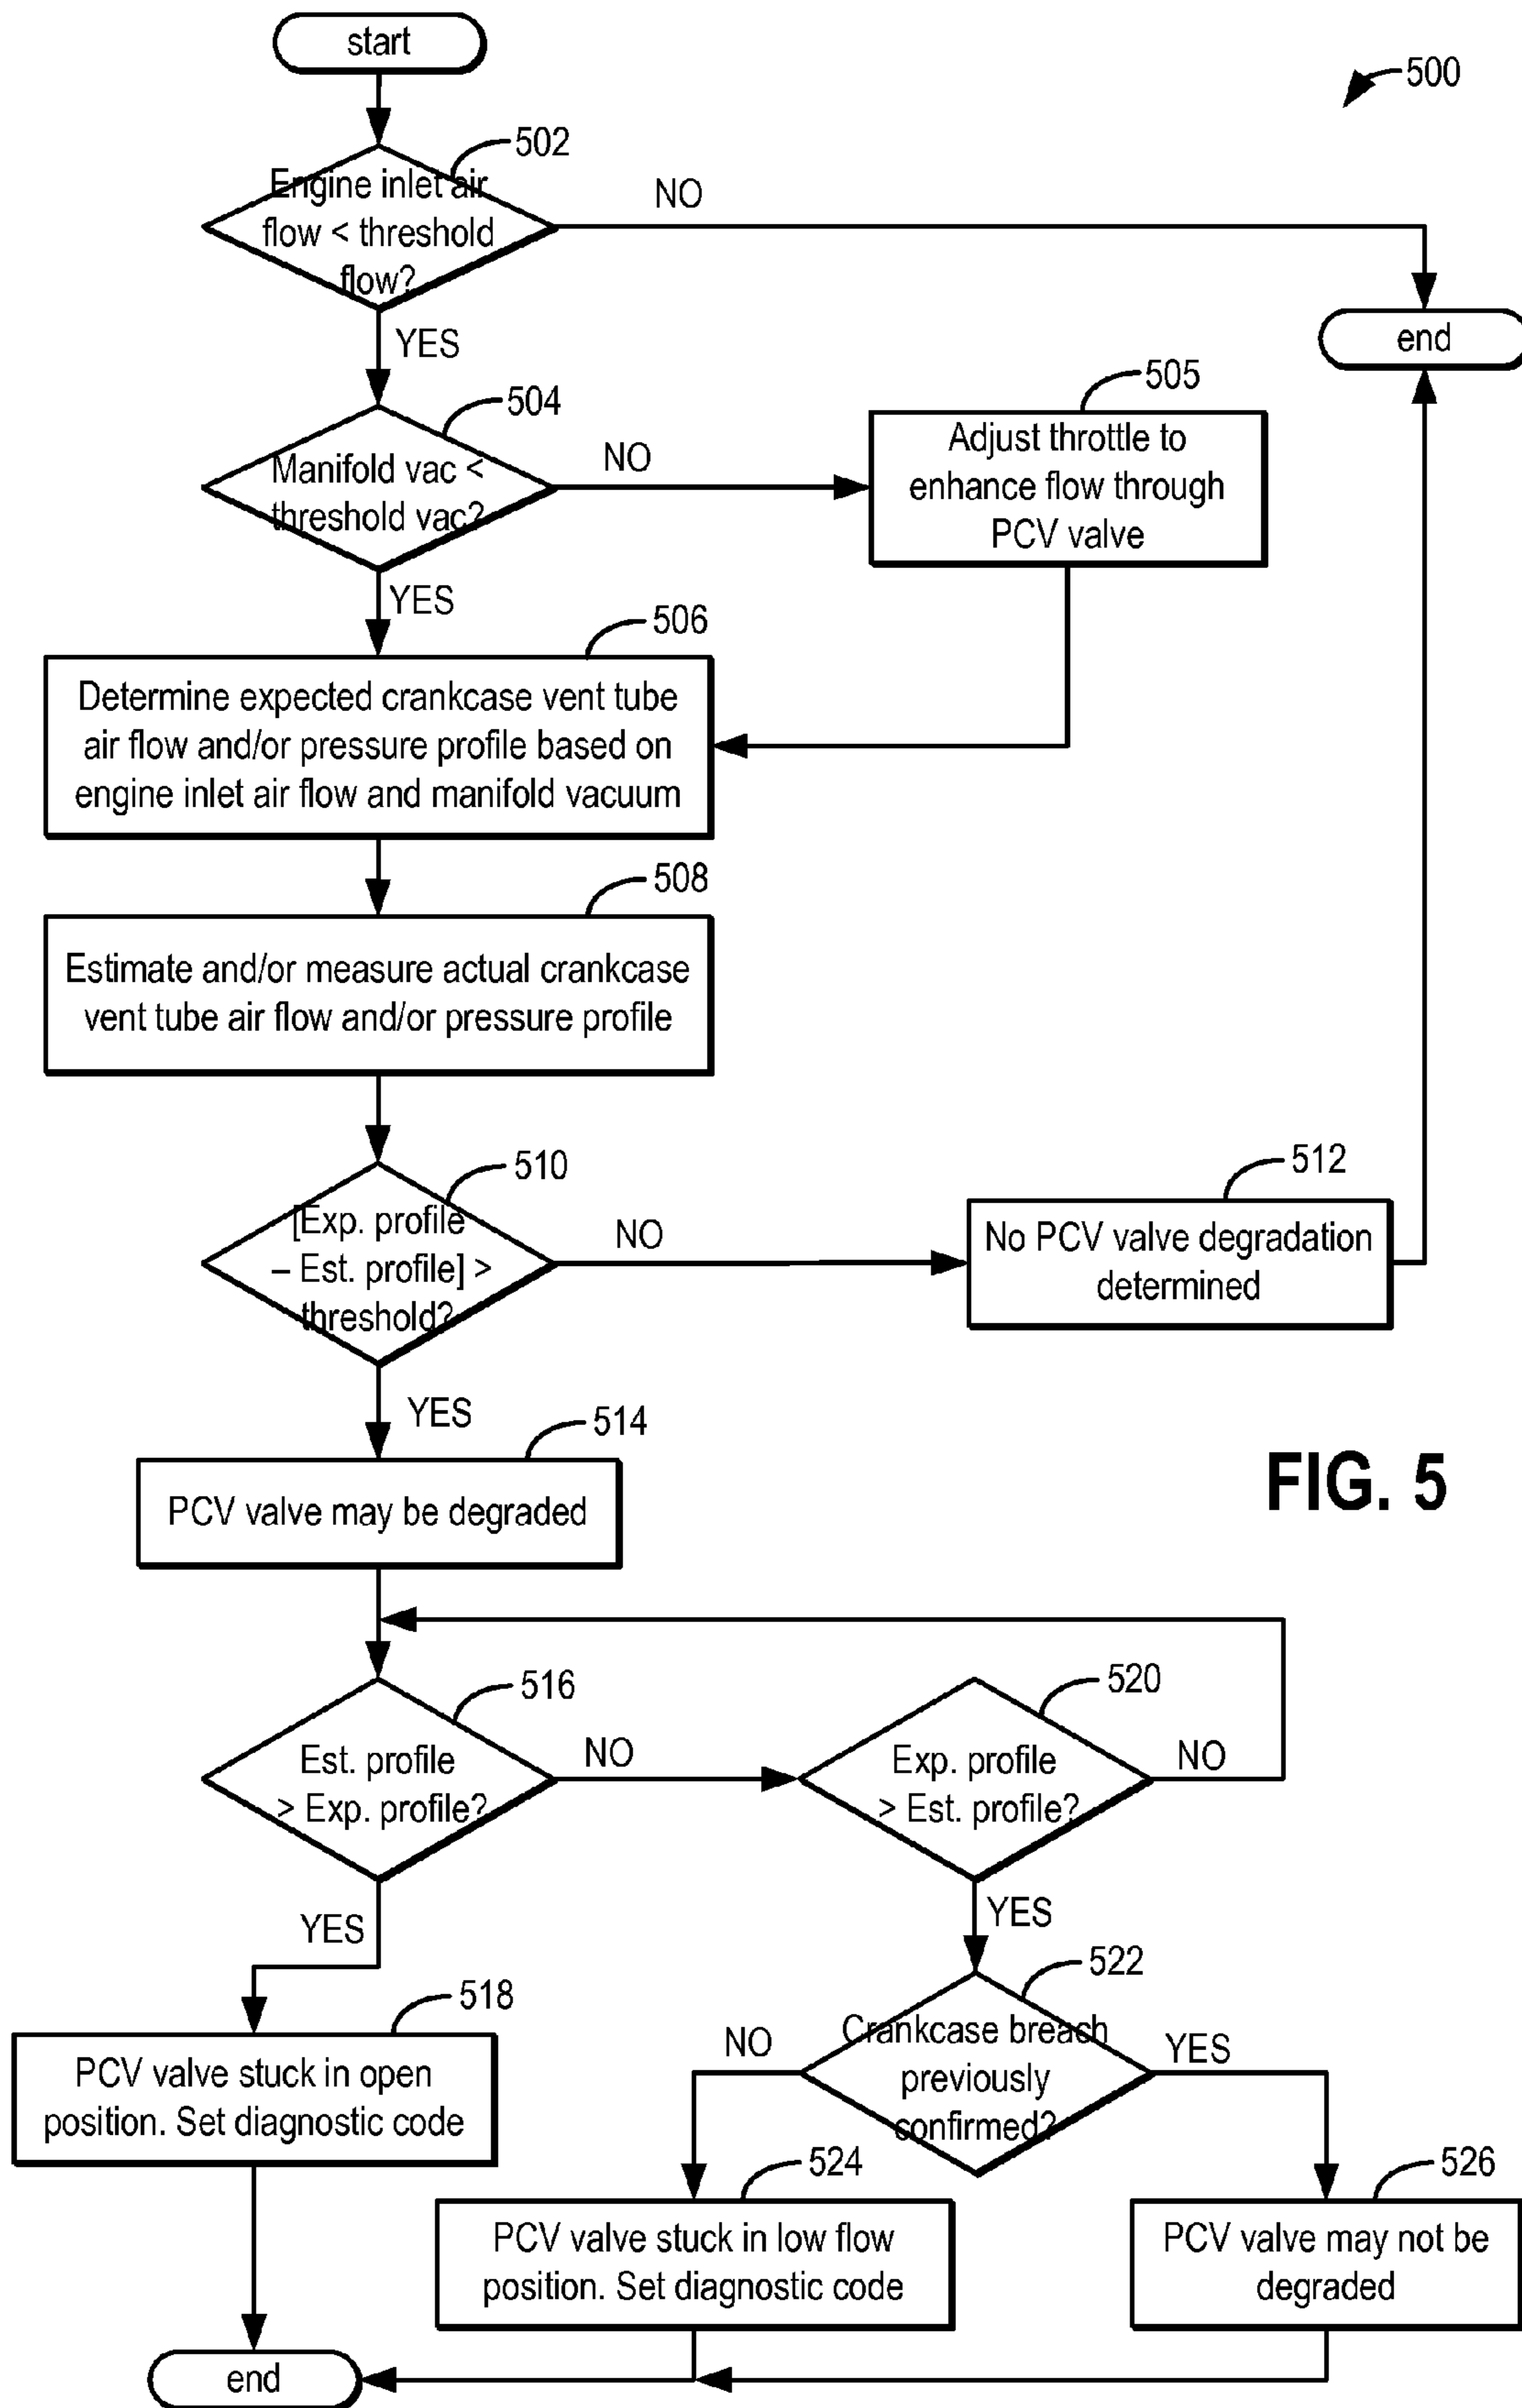 start
500
502
Engine inlet air
flow < threshold
flow?
NO
end
YES
504
Manifold vac <
threshold vac?
NO
505
Adjust throttle to
enhance flow through
PCV valve
YES
506
Determine expected crankcase vent tube
air flow and/or pressure profile based on
engine inlet air flow and manifold vacuum
508
Estimate and/or measure actual crankcase
vent tube air flow and/or pressure profile
510
[Exp. profile
– Est. profile] >
threshold?
NO
512
No PCV valve degradation
determined
YES
514
PCV valve may be degraded
FIG. 5
516
Est. profile
> Exp. profile?
NO
520
Exp. profile
> Est. profile?
NO
YES
YES
518
PCV valve stuck in open
position. Set diagnostic code
522
Crankcase breach
previously
confirmed?
NO
YES
524
PCV valve stuck in low flow
position. Set diagnostic code
526
PCV valve may not be
degraded
end